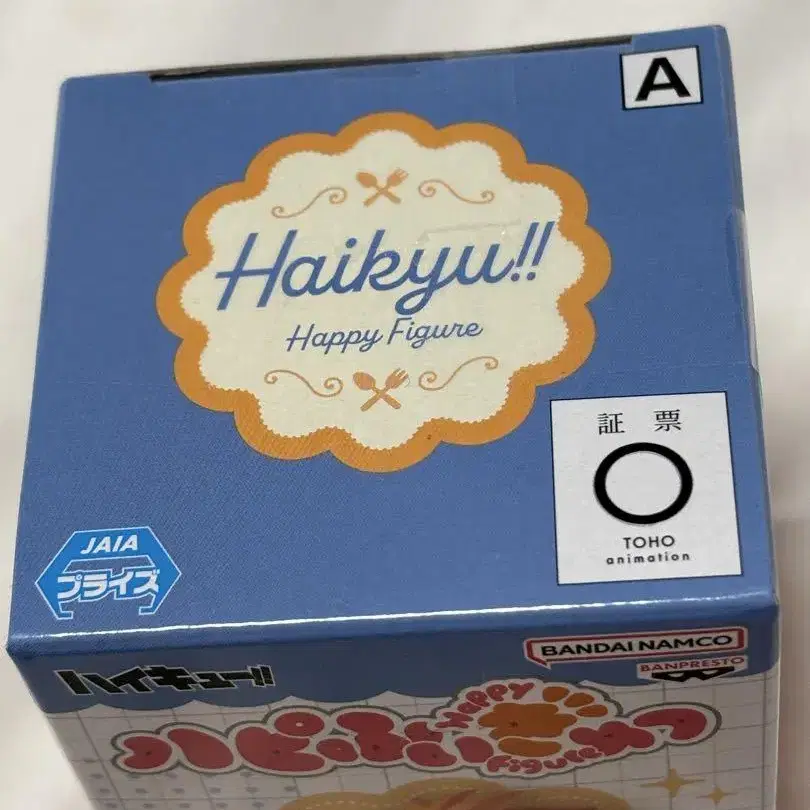 A
Haikyu!!
Happy Figure
証票
TOHO
animation
JAIA
プライズ
BANDAI NAMCO
BANPRESTO
ハイキュー!!
Happy
Figure